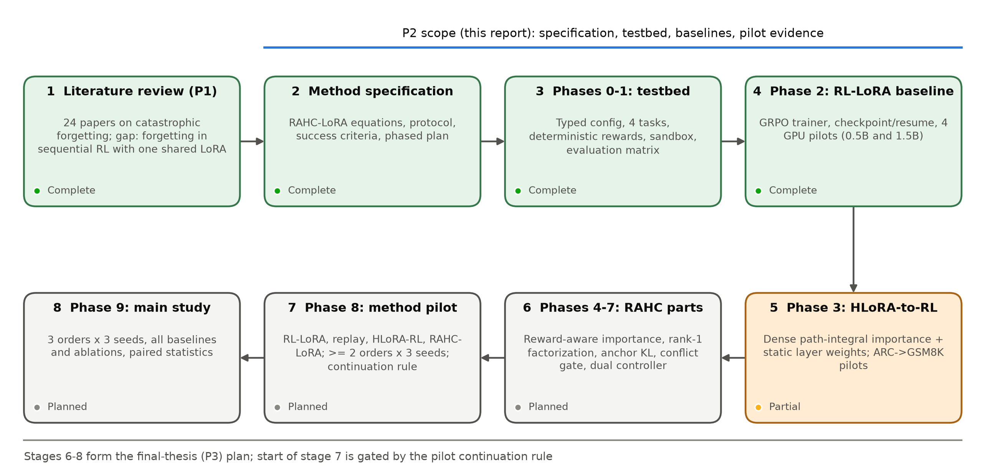 P2 scope (this report): specification, testbed, baselines, pilot evidence
1  Literature review (P1)
24 papers on catastrophic
forgetting; gap: forgetting in
sequential RL with one shared LoRA
Complete
2  Method specification
RAHC-LoRA equations, protocol,
success criteria, phased plan
Complete
3  Phases 0-1: testbed
Typed config, 4 tasks,
deterministic rewards, sandbox,
evaluation matrix
Complete
4  Phase 2: RL-LoRA baseline
GRPO trainer, checkpoint/resume, 4
GPU pilots (0.5B and 1.5B)
Complete
5  Phase 3: HLoRA-to-RL
Dense path-integral importance +
static layer weights; ARC->GSM8K
pilots
Partial
6  Phases 4-7: RAHC parts
Reward-aware importance, rank-1
factorization, anchor KL, conflict
gate, dual controller
Planned
7  Phase 8: method pilot
RL-LoRA, replay, HLoRA-RL, RAHC-
LoRA; >= 2 orders x 3 seeds;
continuation rule
Planned
8  Phase 9: main study
3 orders x 3 seeds, all baselines
and ablations, paired statistics
Planned
Stages 6-8 form the final-thesis (P3) plan; start of stage 7 is gated by the pilot continuation rule